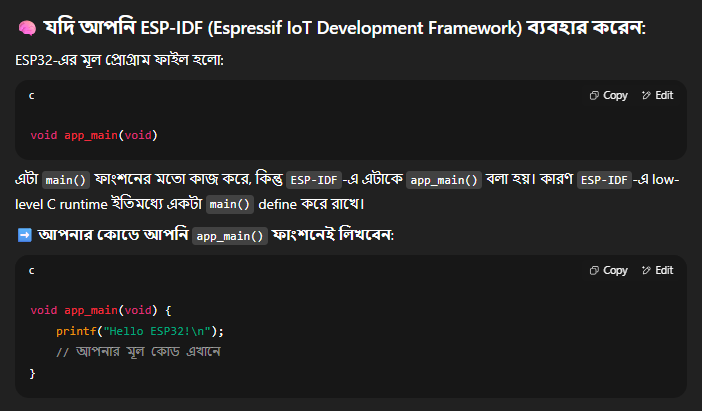 🧠 যদি আপনি ESP-IDF (Espressif IoT Development Framework) ব্যবহার করেন:
ESP32-এর মূল প্রোগ্রাম ফাইল হলো:
c Copy Edit
void app_main(void)
এটা main() ফাংশনের মতো কাজ করে, কিন্তু ESP-IDF-এ এটাকে app_main() বলা হয়। কারণ ESP-IDF-এ low-
level C runtime ইতিমধ্যে একটা main() define করে রাখে।
➡️ আপনার কোডে আপনি app_main() ফাংশনেই লিখবেন:
c Copy Edit
void app_main(void) {
    printf("Hello ESP32!\n");
    // আপনার মূল কোড এখানে
}